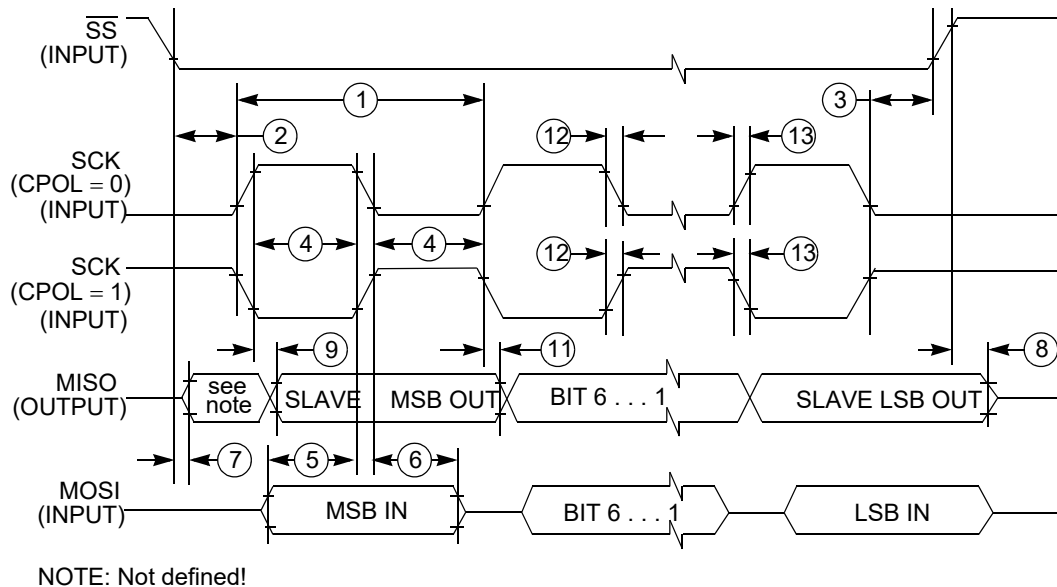 SS
(INPUT)
1
3
2
12
13
SCK
(CPOL = 0)
(INPUT)
4
4
12
13
SCK
(CPOL = 1)
(INPUT)
9
11
8
MISO
(OUTPUT)
see
note
SLAVE
MSB OUT
BIT 6 . . . 1
SLAVE LSB OUT
7
5
6
MOSI
(INPUT)
MSB IN
BIT 6 . . . 1
LSB IN
NOTE: Not defined!